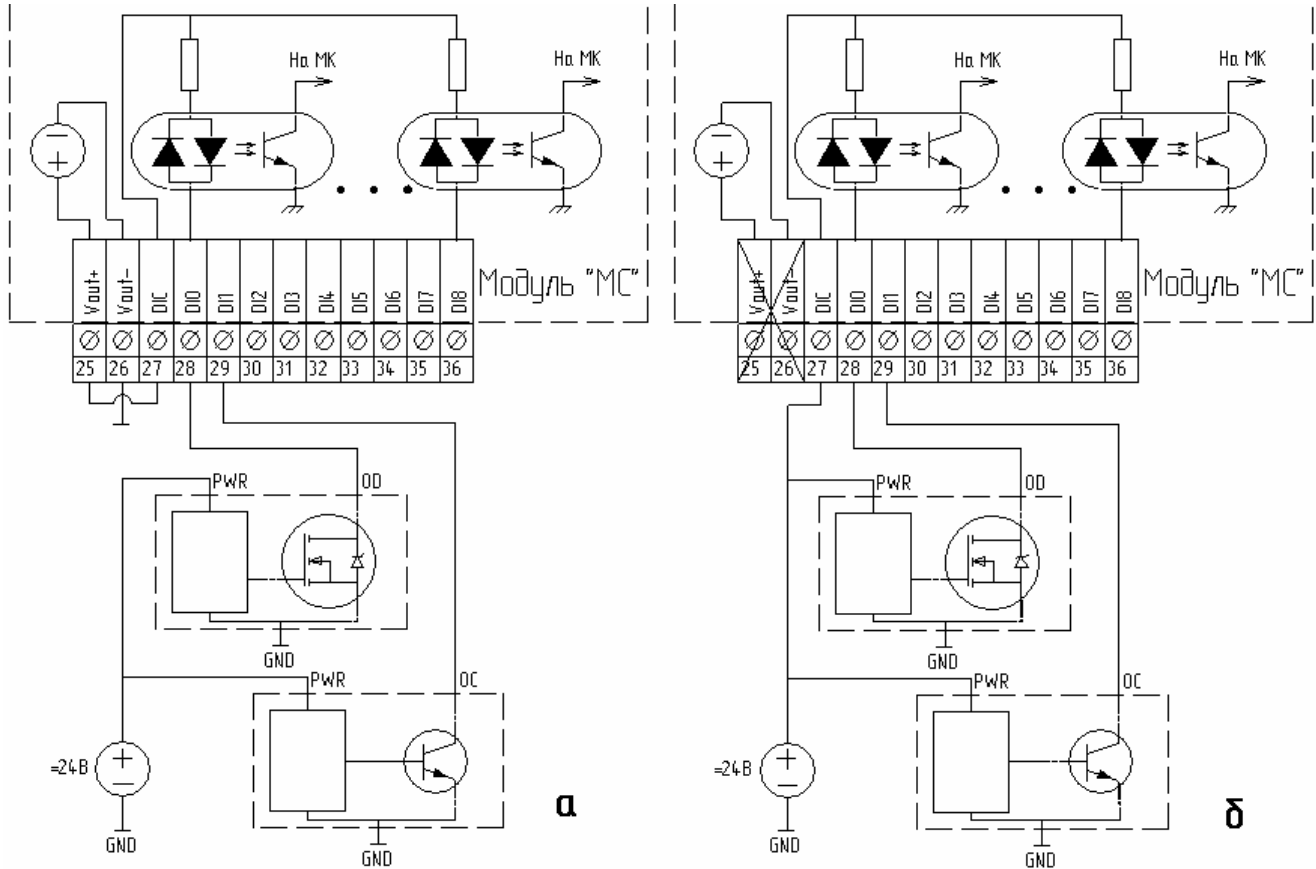 На МК
На МК
Vout+ Vout- DIC DI0 DI1 DI2 DI3 DI4 DI5 DI6 DI7 DI8
Модуль "МС"
25 26 27 28 29 30 31 32 33 34 35 36
PWR
OD
GND
PWR
OC
=24В
GND
GND
а
На МК
На МК
Vout+ Vout- DIC DI0 DI1 DI2 DI3 DI4 DI5 DI6 DI7 DI8
Модуль "МС"
25 26 27 28 29 30 31 32 33 34 35 36
PWR
OD
GND
PWR
OC
=24В
GND
GND
б